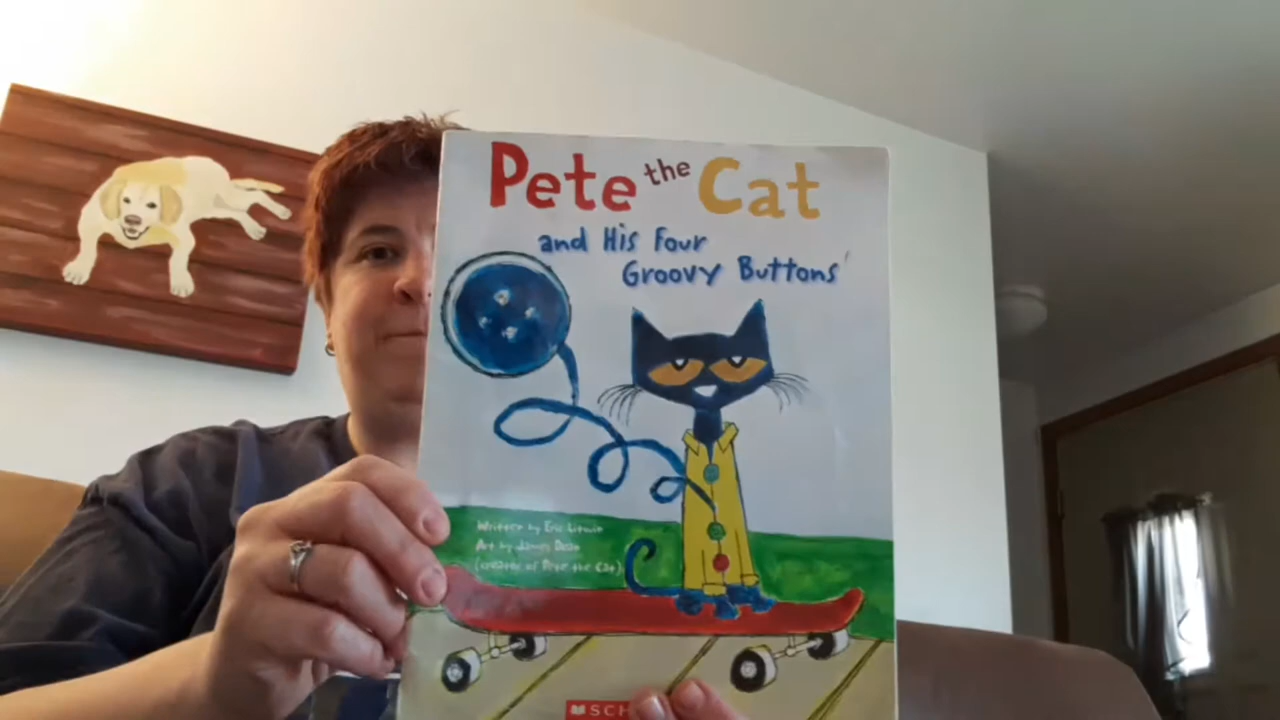 Pete the Cat
and His Four
Groovy Buttons
Written by Eric Litwin
Art by James Dean
(creator of Pete the Cat)
SCH